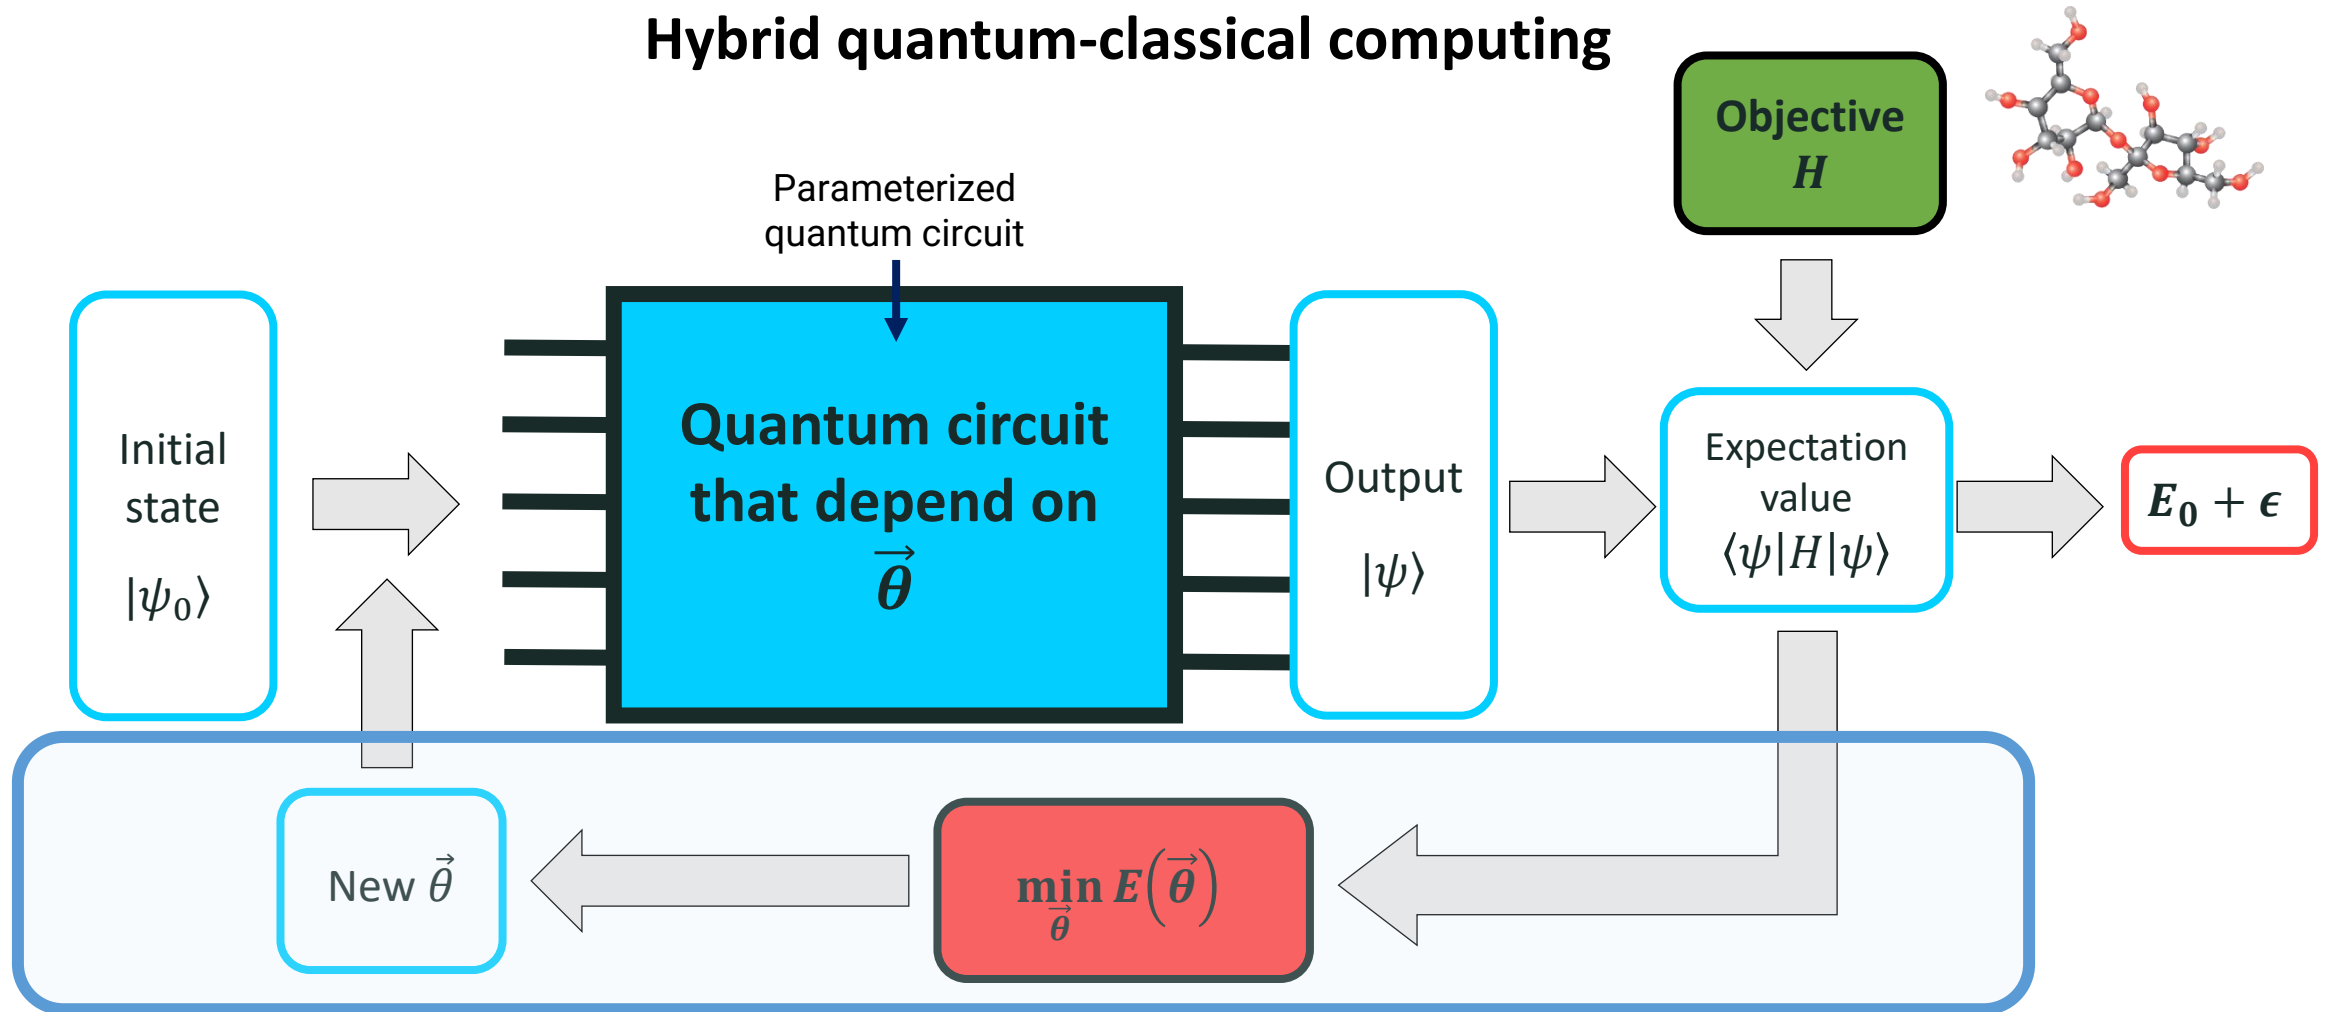 Hybrid quantum-classical computing
Objective
H
Parameterized
quantum circuit
Initial
state
|ψ₀⟩
Quantum circuit
that depend on
θ⃗
Output
|ψ⟩
Expectation
value
⟨ψ|H|ψ⟩
E₀ + ϵ
New θ⃗
min E(θ⃗)
θ⃗